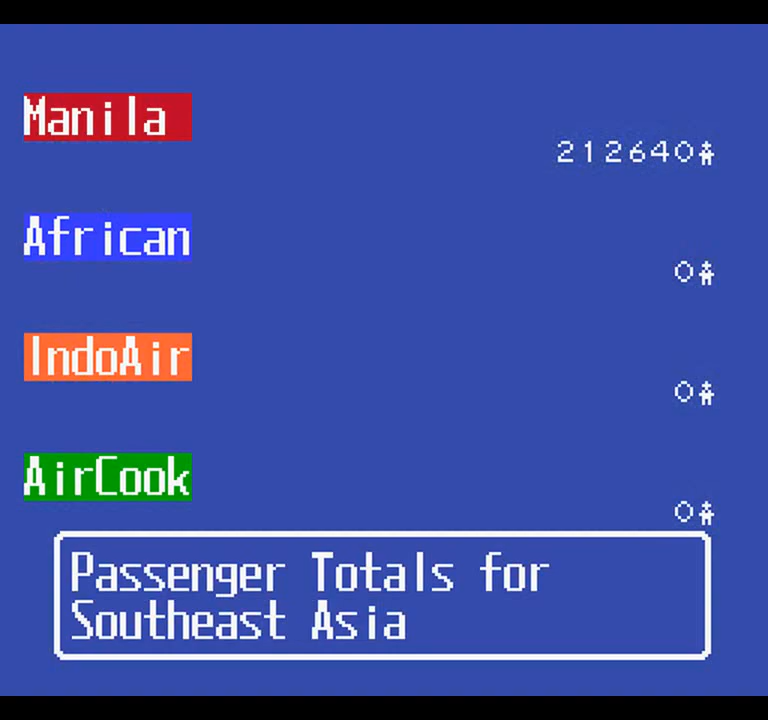 Manila
212640
African
0
IndoAir
0
AirCook
0
Passenger Totals for
Southeast Asia